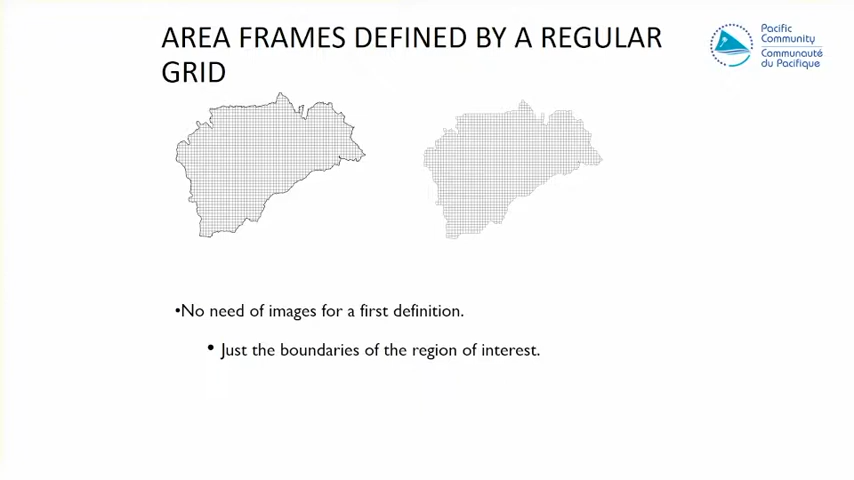 AREA FRAMES DEFINED BY A REGULAR
GRID
Pacific
Community
Communauté
du Pacifique
•No need of images for a first definition.
• Just the boundaries of the region of interest.